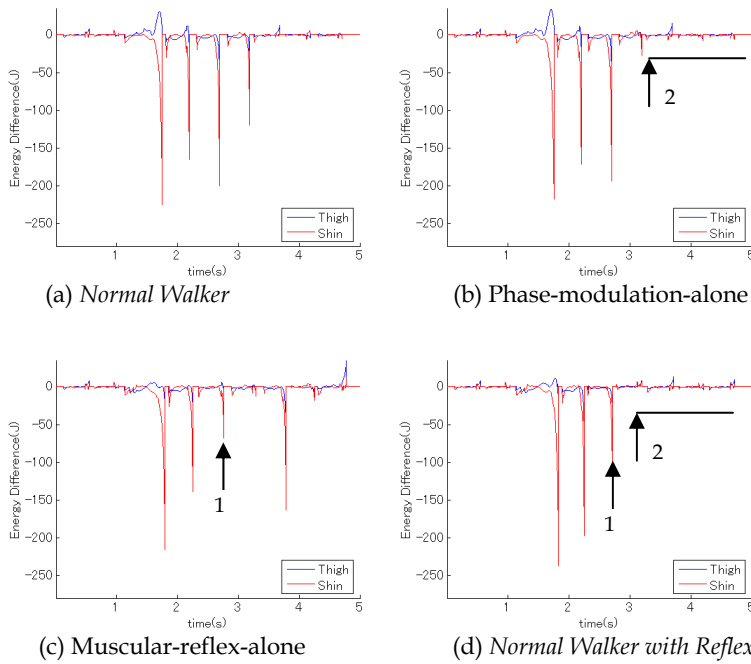 Energy Difference(J)
0
-50
-100
-150
-200
-250
1 2 3 4 5
time(s)
Thigh
Shin
(a) Normal Walker
Energy Difference(J)
0
-50
-100
-150
-200
-250
1 2 3 4 5
time(s)
2
Thigh
Shin
(b) Phase-modulation-alone
Energy Difference(J)
0
-50
-100
-150
-200
-250
1 2 3 4 5
time(s)
1
Thigh
Shin
(c) Muscular-reflex-alone
Energy Difference(J)
0
-50
-100
-150
-200
-250
1 2 3 4 5
time(s)
2
1
Thigh
Shin
(d) Normal Walker with Reflex